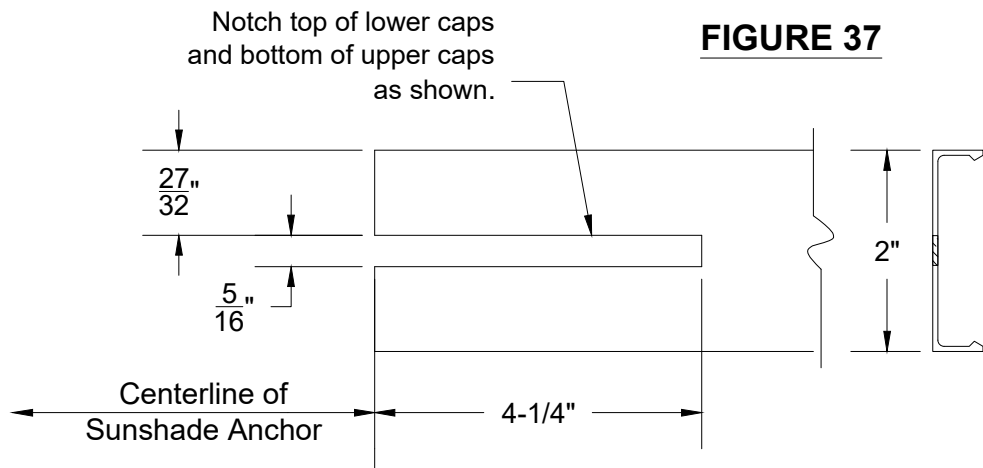 Notch top of lower caps
and bottom of upper caps
as shown.
FIGURE 37
27/32"
2"
5/16"
Centerline of
Sunshade Anchor
4-1/4"